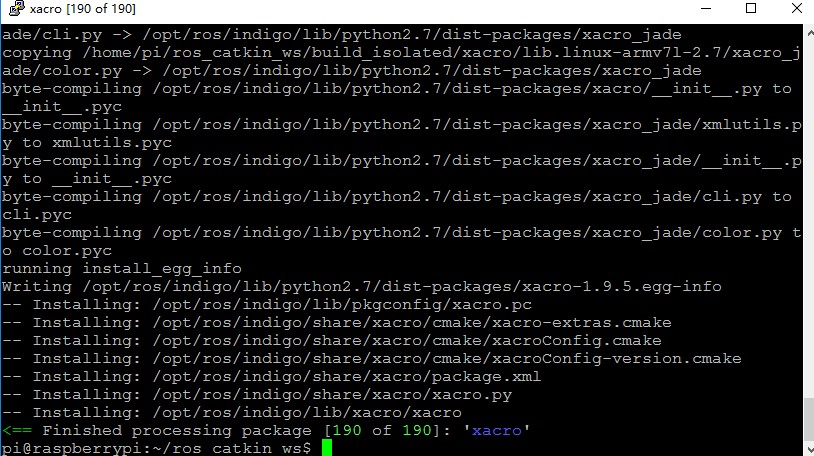 xacro [190 of 190]
ade/cli.py -> /opt/ros/indigo/lib/python2.7/dist-packages/xacro_jade
copying /home/pi/ros_catkin_ws/build_isolated/xacro/lib.linux-armv7l-2.7/xacro_j
ade/color.py -> /opt/ros/indigo/lib/python2.7/dist-packages/xacro_jade
byte-compiling /opt/ros/indigo/lib/python2.7/dist-packages/xacro/__init__.py to
__init__.pyc
byte-compiling /opt/ros/indigo/lib/python2.7/dist-packages/xacro_jade/xmlutils.p
y to xmlutils.pyc
byte-compiling /opt/ros/indigo/lib/python2.7/dist-packages/xacro_jade/__init__.p
y to __init__.pyc
byte-compiling /opt/ros/indigo/lib/python2.7/dist-packages/xacro_jade/cli.py to
cli.pyc
byte-compiling /opt/ros/indigo/lib/python2.7/dist-packages/xacro_jade/color.py t
o color.pyc
running install_egg_info
Writing /opt/ros/indigo/lib/python2.7/dist-packages/xacro-1.9.5.egg-info
-- Installing: /opt/ros/indigo/lib/pkgconfig/xacro.pc
-- Installing: /opt/ros/indigo/share/xacro/cmake/xacro-extras.cmake
-- Installing: /opt/ros/indigo/share/xacro/cmake/xacroConfig.cmake
-- Installing: /opt/ros/indigo/share/xacro/cmake/xacroConfig-version.cmake
-- Installing: /opt/ros/indigo/share/xacro/package.xml
-- Installing: /opt/ros/indigo/share/xacro/xacro.py
-- Installing: /opt/ros/indigo/lib/xacro/xacro
<== Finished processing package [190 of 190]: 'xacro'
pi@raspberrypi:~/ros_catkin_ws$